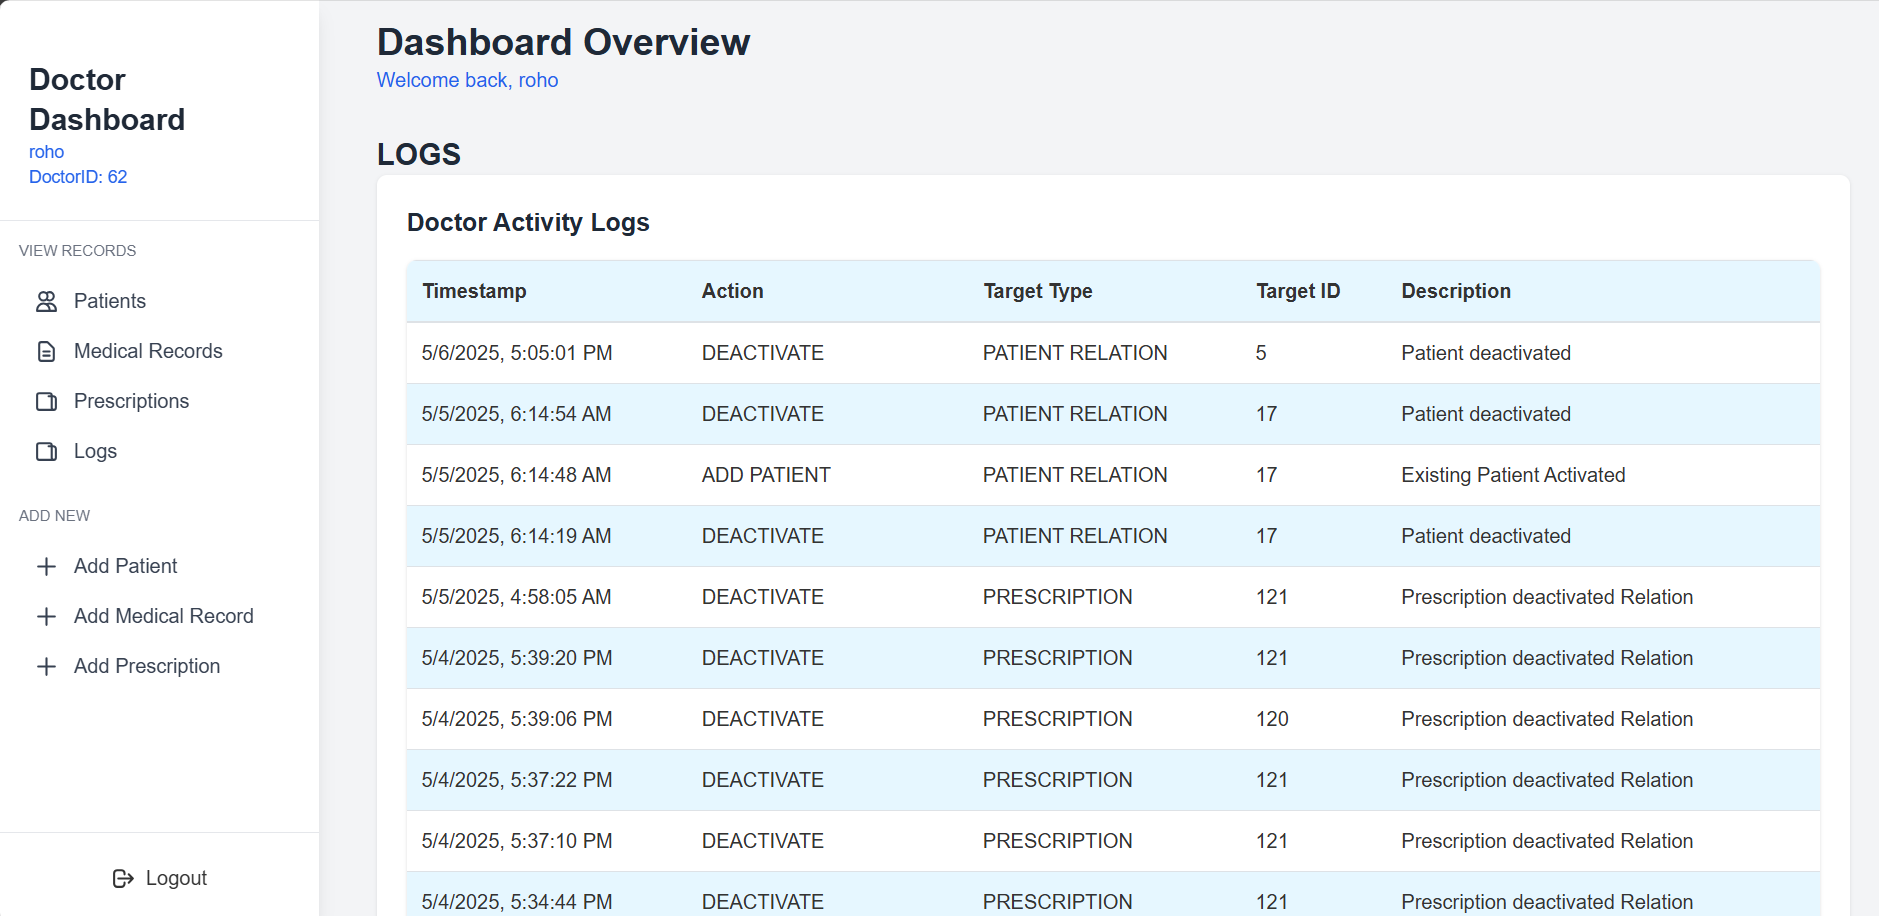 Doctor
Dashboard
roho
DoctorID: 62
VIEW RECORDS
Patients
Medical Records
Prescriptions
Logs
ADD NEW
Add Patient
Add Medical Record
Add Prescription
Logout
Dashboard Overview
Welcome back, roho
LOGS
Doctor Activity Logs
Timestamp Action Target Type Target ID Description
5/6/2025, 5:05:01 PM DEACTIVATE PATIENT RELATION 5 Patient deactivated
5/5/2025, 6:14:54 AM DEACTIVATE PATIENT RELATION 17 Patient deactivated
5/5/2025, 6:14:48 AM ADD PATIENT PATIENT RELATION 17 Existing Patient Activated
5/5/2025, 6:14:19 AM DEACTIVATE PATIENT RELATION 17 Patient deactivated
5/5/2025, 4:58:05 AM DEACTIVATE PRESCRIPTION 121 Prescription deactivated Relation
5/4/2025, 5:39:20 PM DEACTIVATE PRESCRIPTION 121 Prescription deactivated Relation
5/4/2025, 5:39:06 PM DEACTIVATE PRESCRIPTION 120 Prescription deactivated Relation
5/4/2025, 5:37:22 PM DEACTIVATE PRESCRIPTION 121 Prescription deactivated Relation
5/4/2025, 5:37:10 PM DEACTIVATE PRESCRIPTION 121 Prescription deactivated Relation
5/4/2025, 5:34:44 PM DEACTIVATE PRESCRIPTION 121 Prescription deactivated Relation